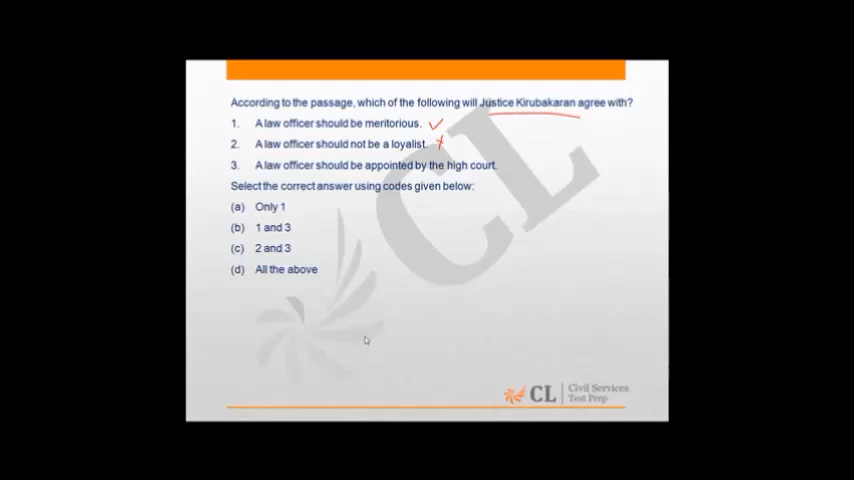 According to the passage, which of the following will Justice Kirubakaran agree with?
1. A law officer should be meritorious.
2. A law officer should not be a loyalist.
3. A law officer should be appointed by the high court.
Select the correct answer using codes given below:
(a) Only 1
(b) 1 and 3
(c) 2 and 3
(d) All the above
CL
CL Civil Services
Test Prep